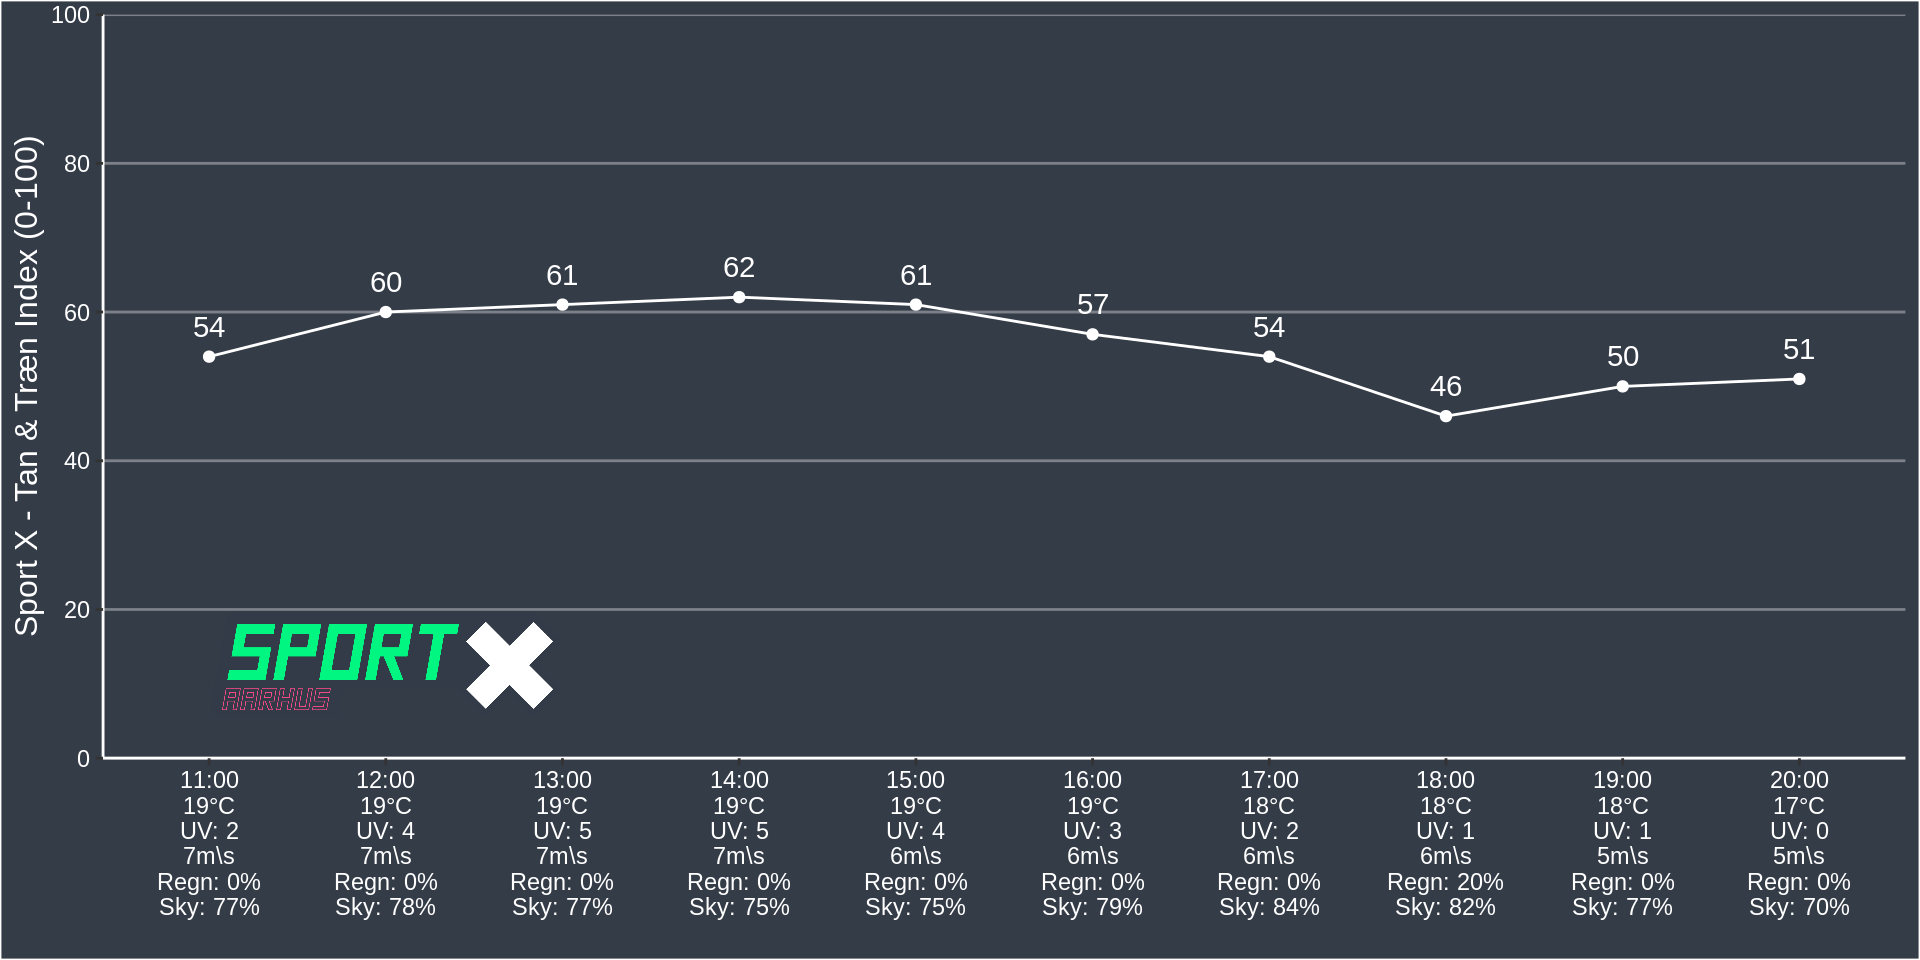 Sport X - Tan & Træn Index (0-100)
100
80
60
40
20
0
54
60
61
62
61
57
54
46
50
51
SPORT X
AARHUS
11:00 12:00 13:00 14:00 15:00 16:00 17:00 18:00 19:00 20:00
19°C 19°C 19°C 19°C 19°C 19°C 18°C 18°C 18°C 17°C
UV: 2 UV: 4 UV: 5 UV: 5 UV: 4 UV: 3 UV: 2 UV: 1 UV: 1 UV: 0
7m\s 7m\s 7m\s 7m\s 6m\s 6m\s 6m\s 6m\s 5m\s 5m\s
Regn: 0% Regn: 0% Regn: 0% Regn: 0% Regn: 0% Regn: 0% Regn: 0% Regn: 20% Regn: 0% Regn: 0%
Sky: 77% Sky: 78% Sky: 77% Sky: 75% Sky: 75% Sky: 79% Sky: 84% Sky: 82% Sky: 77% Sky: 70%